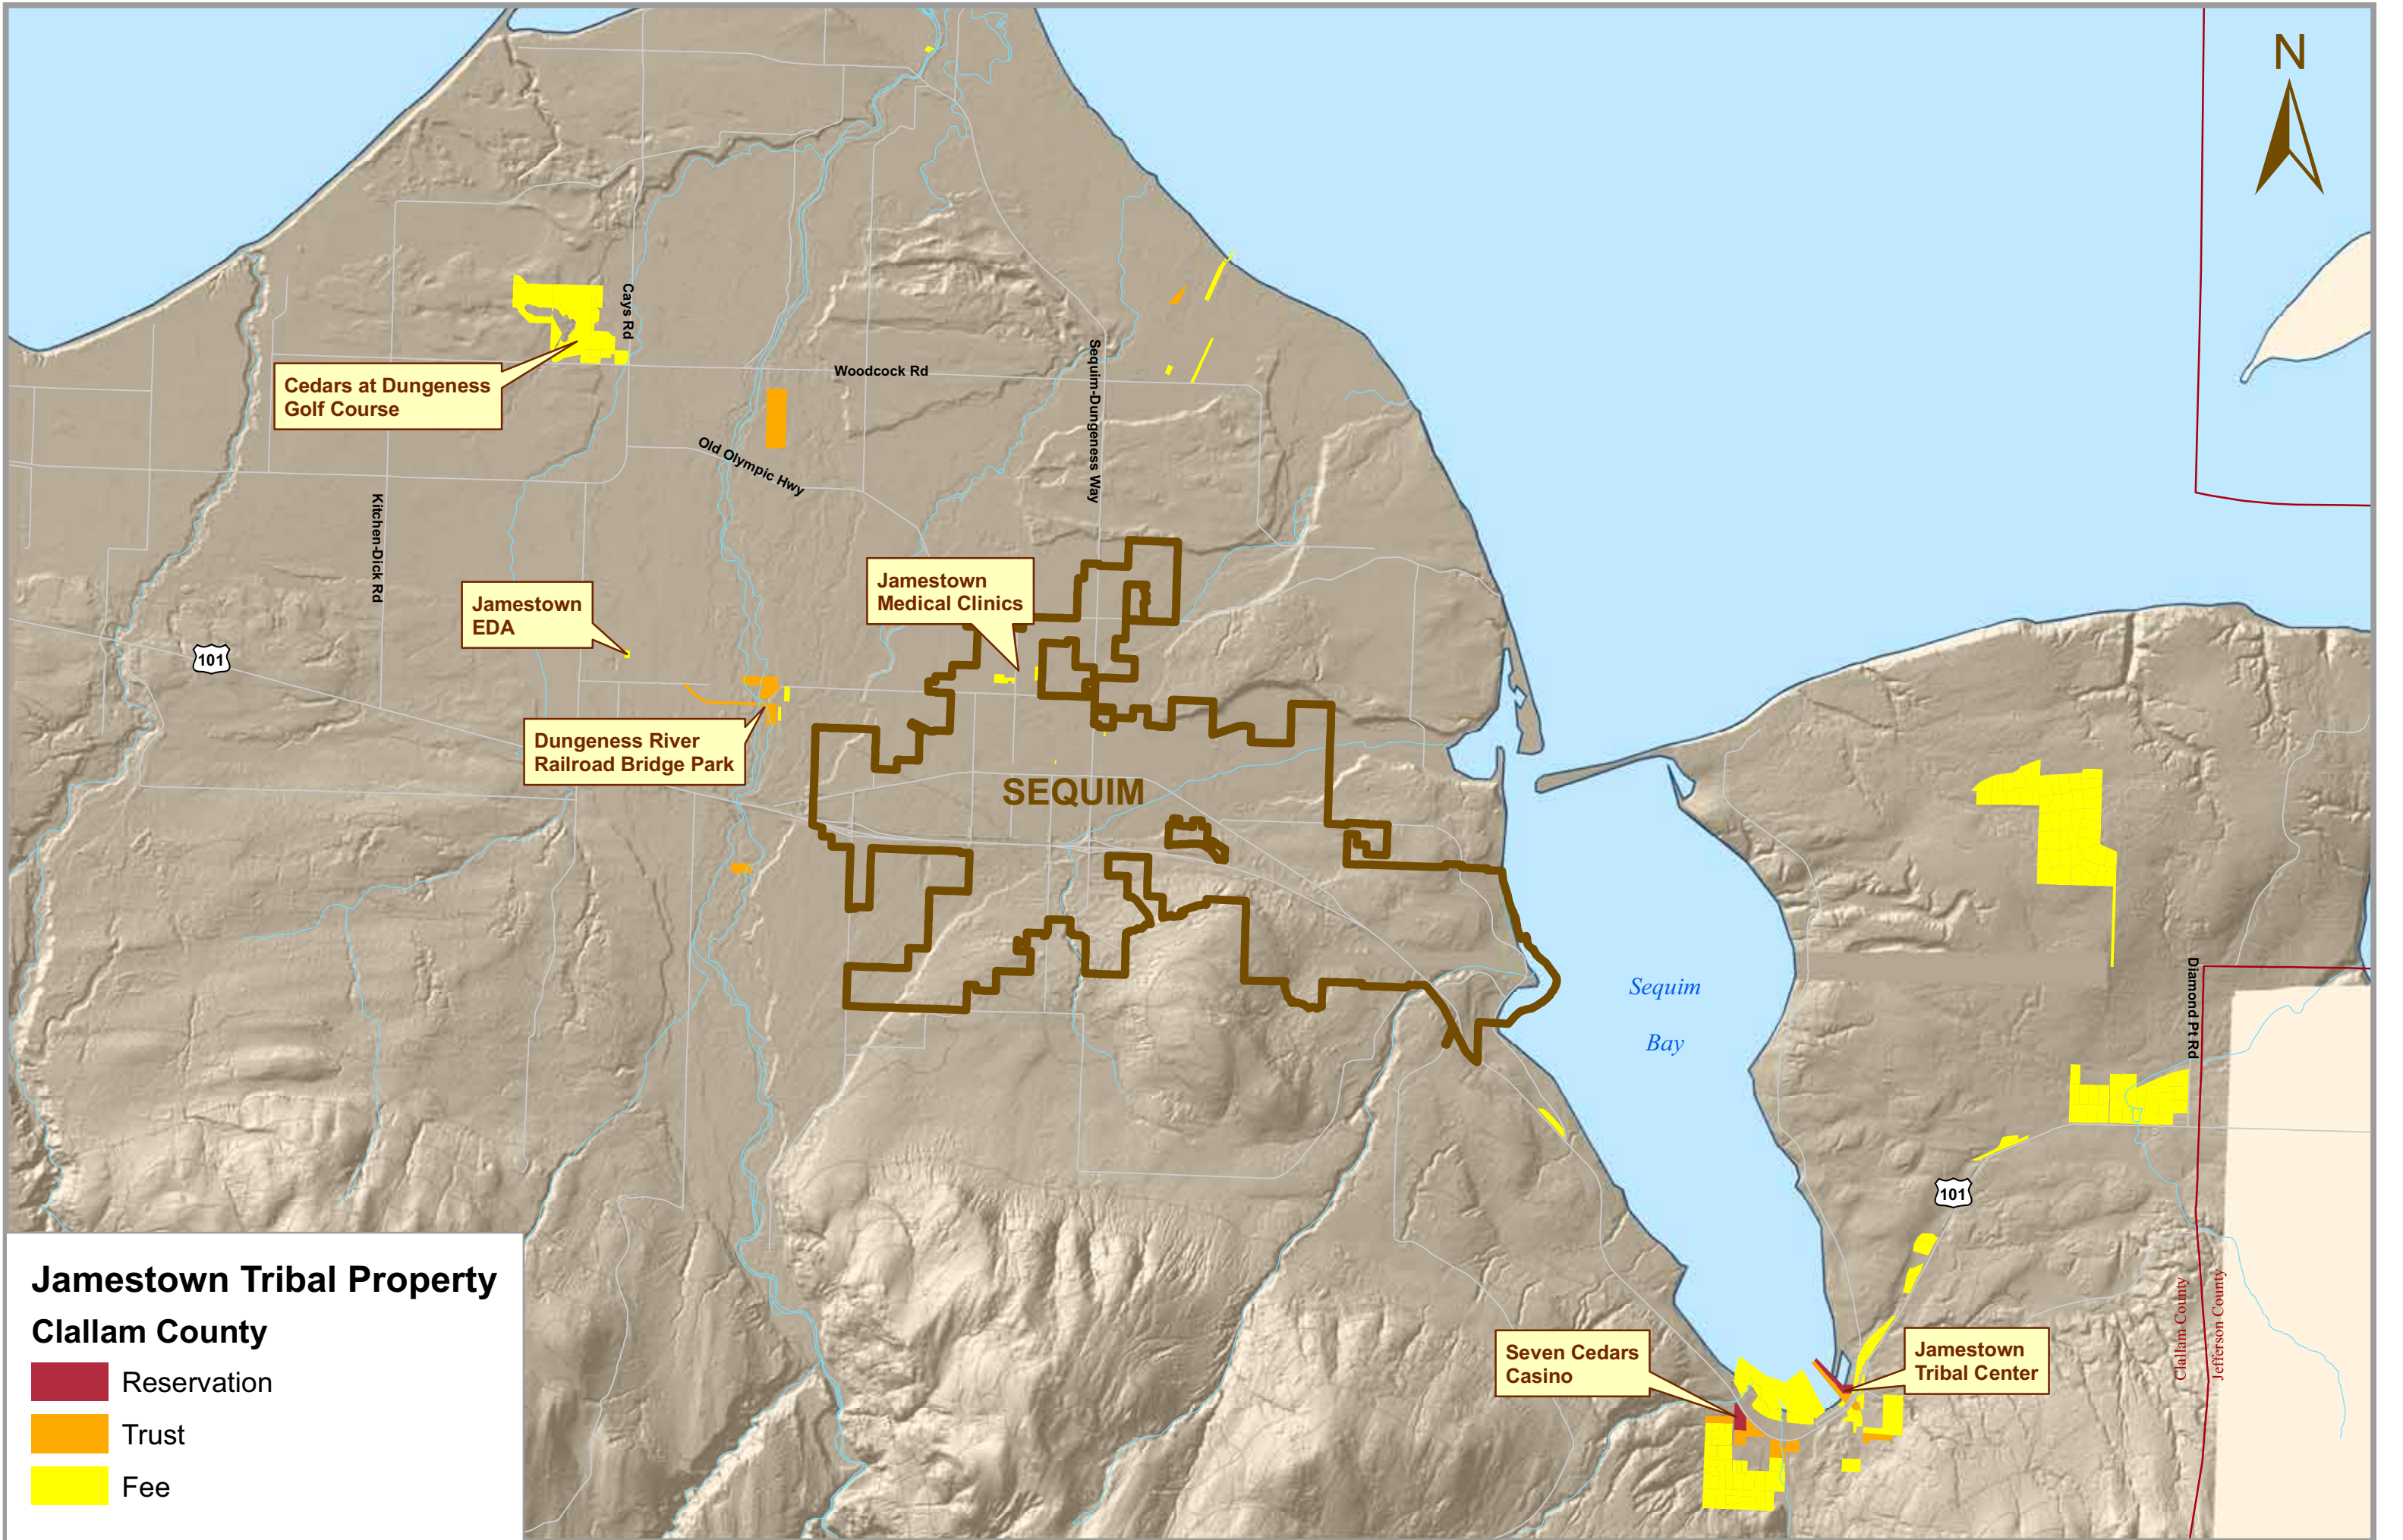 N
Cays Rd
Cedars at Dungeness
Golf Course
Woodcock Rd
Sequim-Dungeness Way
Old Olympic Hwy
Kitchen-Dick Rd
Jamestown
Medical Clinics
Jamestown
EDA
101
Dungeness River
Railroad Bridge Park
SEQUIM
Sequim
Bay
Diamond Pt Rd
101
Clallam County
Jefferson County
Seven Cedars
Casino
Jamestown
Tribal Center
Jamestown Tribal Property
Clallam County
Reservation
Trust
Fee